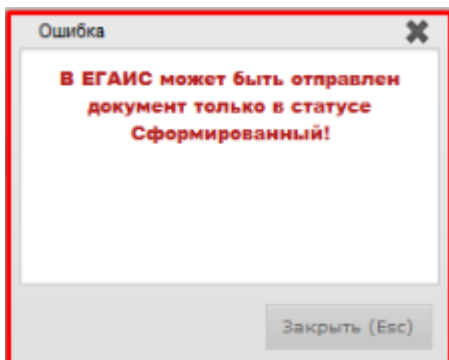 Ошибка
В ЕГАИС может быть отправлен
документ только в статусе
Сформированный!
Закрыть (Esc)